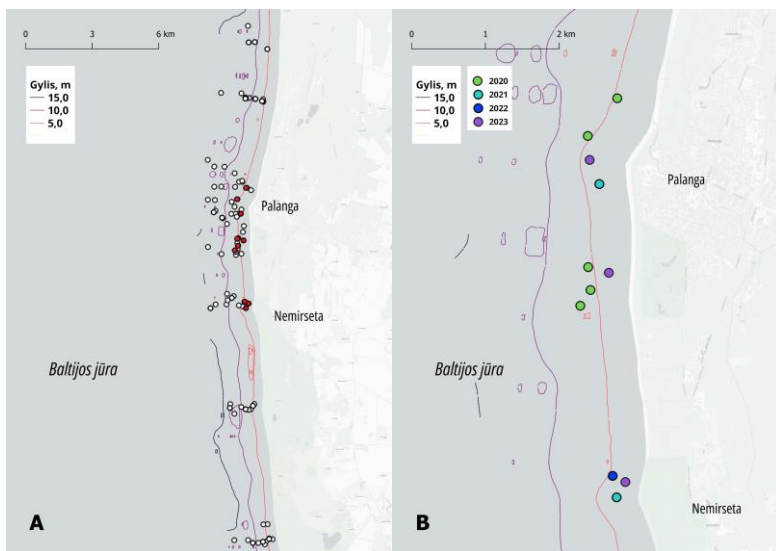 0 3 6 km
Gylis, m
15,0
10,0
5,0
Palanga
Nemirseta
Baltijos jūra
A
0 1 2 km
Gylis, m
15,0
10,0
5,0
2020
2021
2022
2023
Palanga
Baltijos jūra
Nemirseta
B